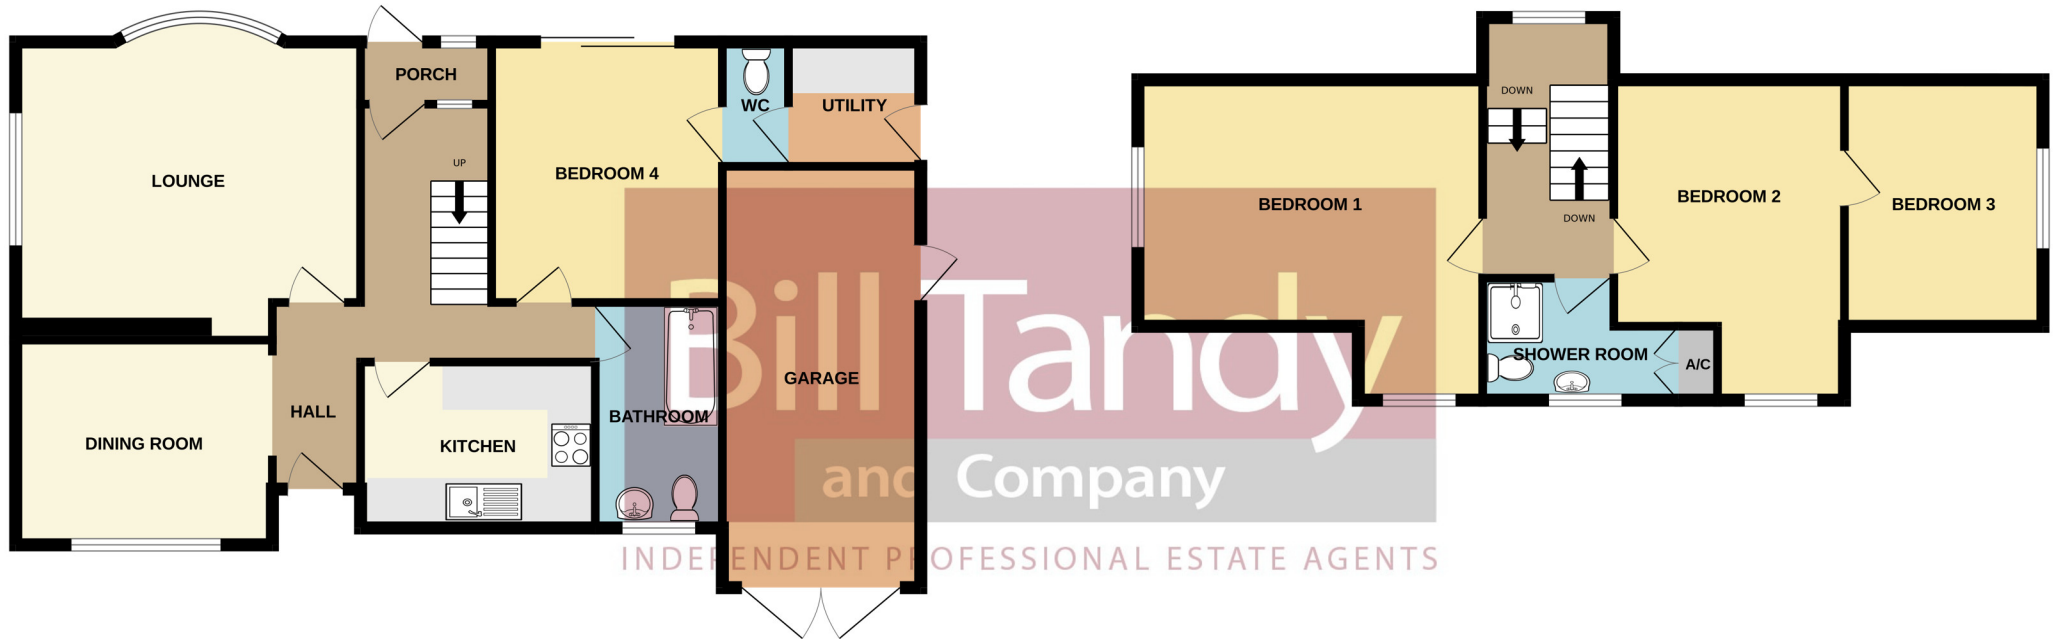 PORCH
WC
UTILITY
UP
LOUNGE
BEDROOM 4
GARAGE
HALL
BATHROOM
DINING ROOM
KITCHEN
DOWN
BEDROOM 1
BEDROOM 2
BEDROOM 3
DOWN
SHOWER ROOM
A/C
Bill Tandy
and Company
INDEPENDENT PROFESSIONAL ESTATE AGENTS